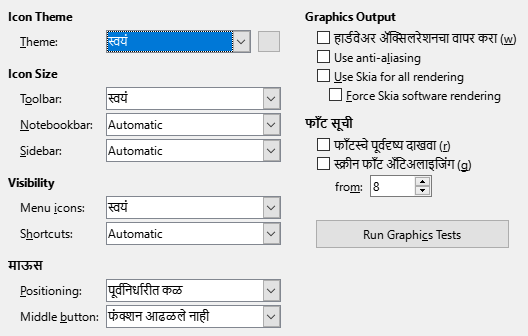 Icon Theme
Theme: स्वयं
Icon Size
Toolbar: स्वयं
Notebookbar: Automatic
Sidebar: Automatic
Visibility
Menu icons: स्वयं
Shortcuts: Automatic
माऊस
Positioning: पूर्वनिर्धारीत कळ
Middle button: फंक्शन आढळले नाही
Graphics Output
हार्डवेअर ॲक्सिलरेशनचा वापर करा (w)
Use anti-aliasing
Use Skia for all rendering
Force Skia software rendering
फाँट सूची
फाँटस्चे पूर्वदृष्य दाखवा (r)
स्क्रीन फाँट अँटिअलाइजिंग (g)
from: 8
Run Graphics Tests